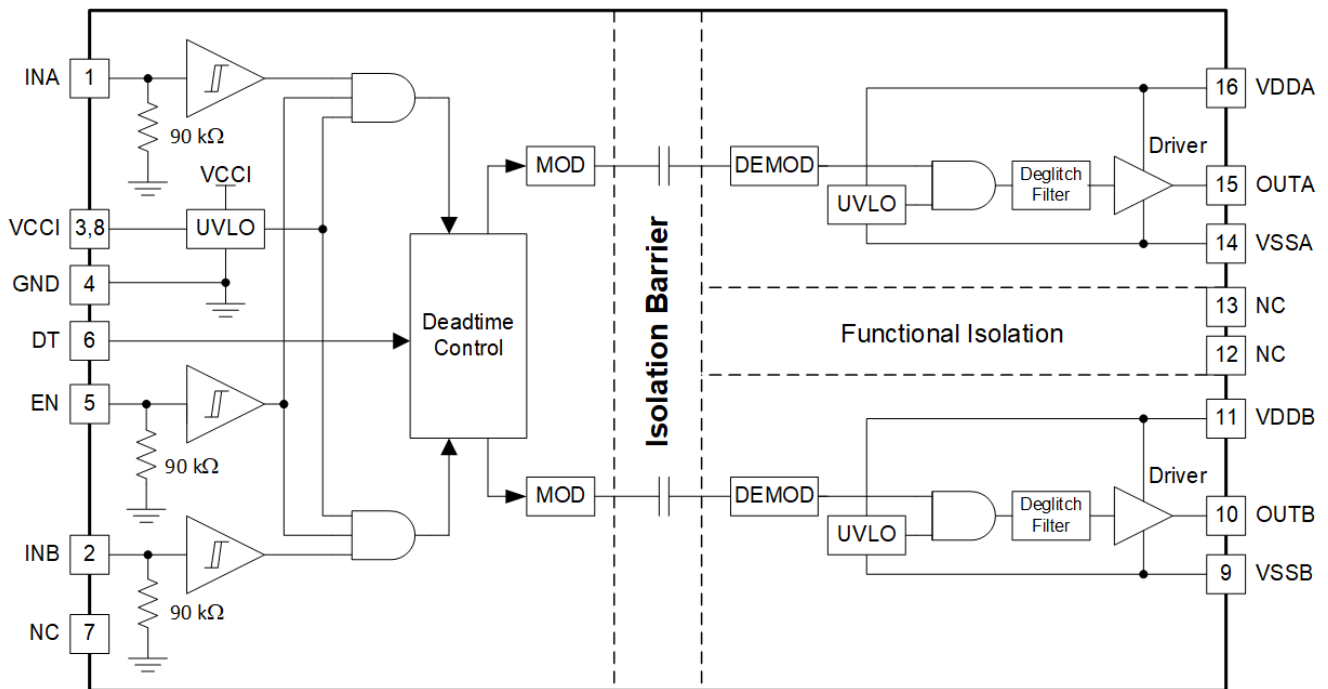 INA
1
90 kΩ
VCCI
VCCI
3,8
UVLO
GND
4
DT
6
EN
5
90 kΩ
INB
2
90 kΩ
NC
7
Deadtime
Control
MOD
MOD
Isolation Barrier
DEMOD
UVLO
Deglitch
Filter
Driver
16
VDDA
15
OUTA
14
VSSA
13
NC
Functional Isolation
12
NC
11
VDDB
DEMOD
UVLO
Deglitch
Filter
Driver
10
OUTB
9
VSSB